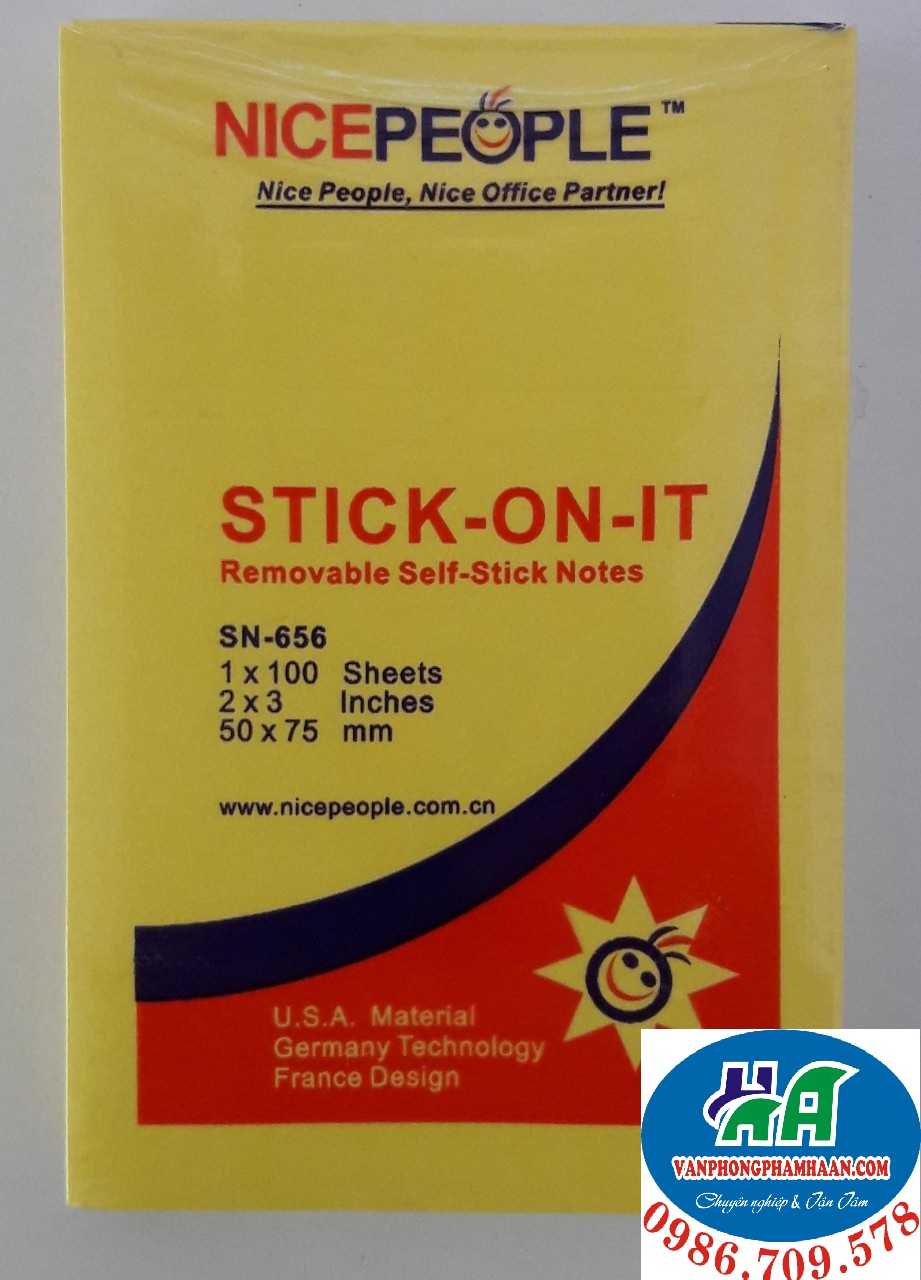 NICEPEOPLE™
Nice People, Nice Office Partner!
STICK-ON-IT
Removable Self-Stick Notes
SN-656
1 x 100 Sheets
2 x 3 Inches
50 x 75 mm
www.nicepeople.com.cn
U.S.A. Material
Germany Technology
France Design
HA
VANPHONGPHAMHAAN.COM
Chuyên nghiệp & Tận Tâm
0986.709.578